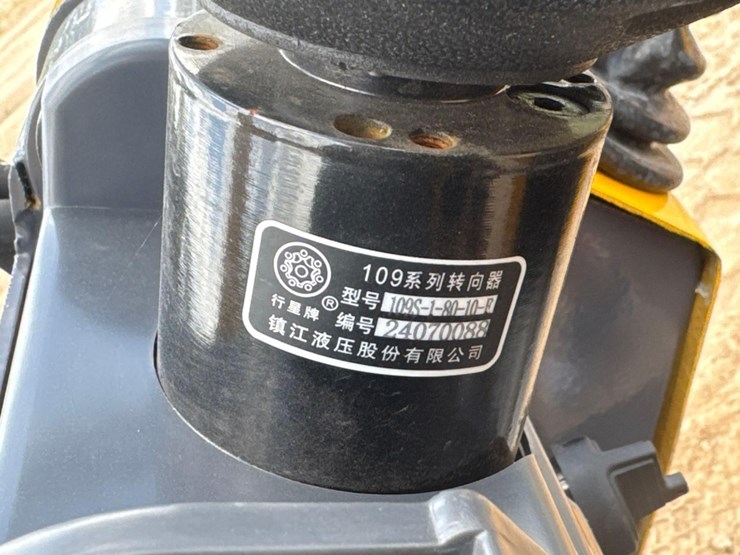 109系列转向器
型号 109S-1-80-10-B
行星牌 ® 编号 24070088
镇江液压股份有限公司